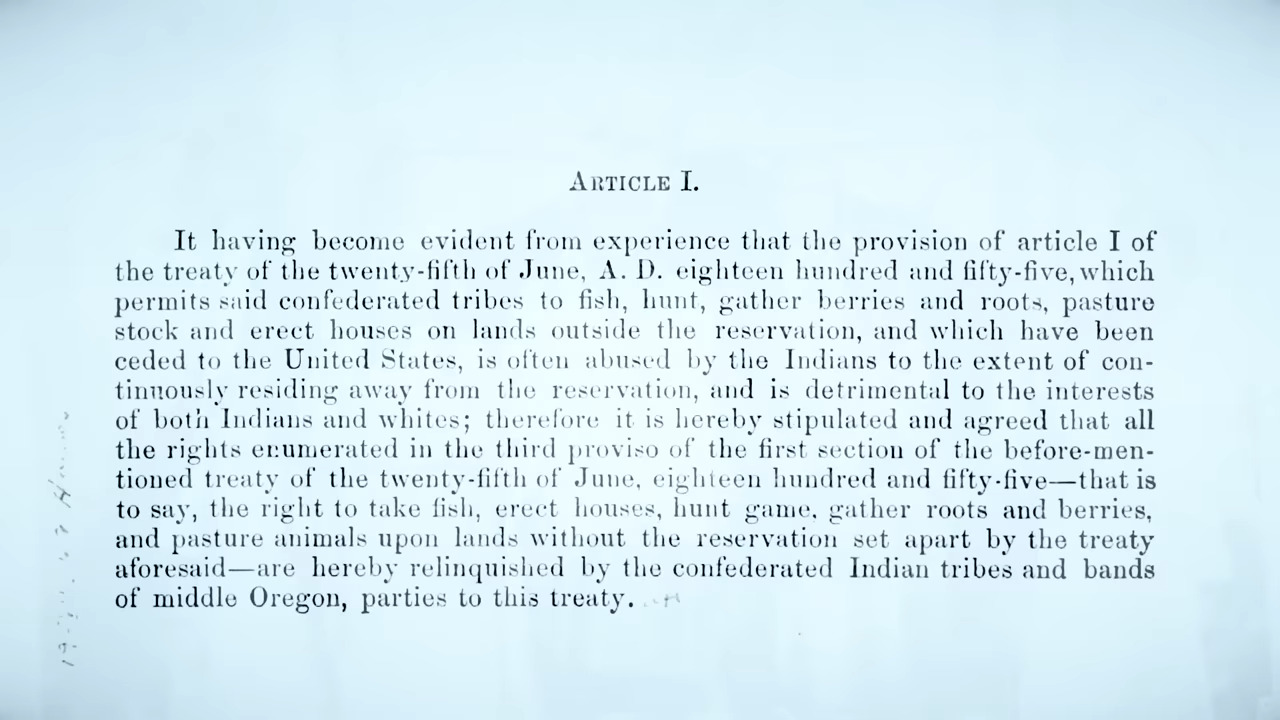 ARTICLE I.
It having become evident from experience that the provision of article I of
the treaty of the twenty-fifth of June, A. D. eighteen hundred and fifty-five, which
permits said confederated tribes to fish, hunt, gather berries and roots, pasture
stock and erect houses on lands outside the reservation, and which have been
ceded to the United States, is often abused by the Indians to the extent of con-
tinuously residing away from the reservation, and is detrimental to the interests
of both Indians and whites; therefore it is hereby stipulated and agreed that all
the rights enumerated in the third proviso of the first section of the before-men-
tioned treaty of the twenty-fifth of June, eighteen hundred and fifty-five—that is
to say, the right to take fish, erect houses, hunt game, gather roots and berries,
and pasture animals upon lands without the reservation set apart by the treaty
aforesaid—are hereby relinquished by the confederated Indian tribes and bands
of middle Oregon, parties to this treaty.